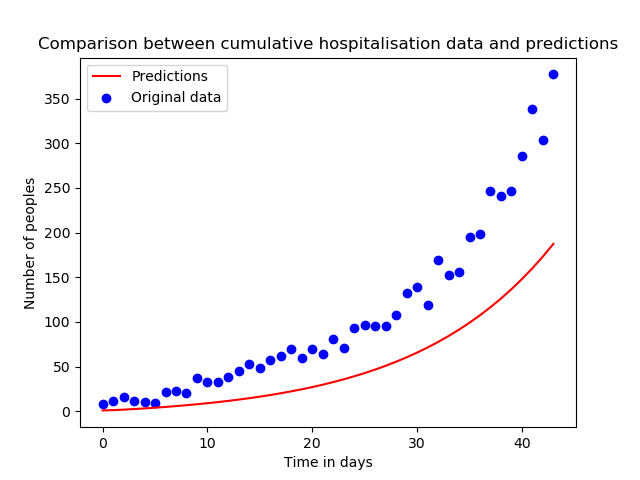 Comparison between cumulative hospitalisation data and predictions
Predictions
Original data
350
300
250
200
150
100
50
0
Number of peoples
0 10 20 30 40
Time in days